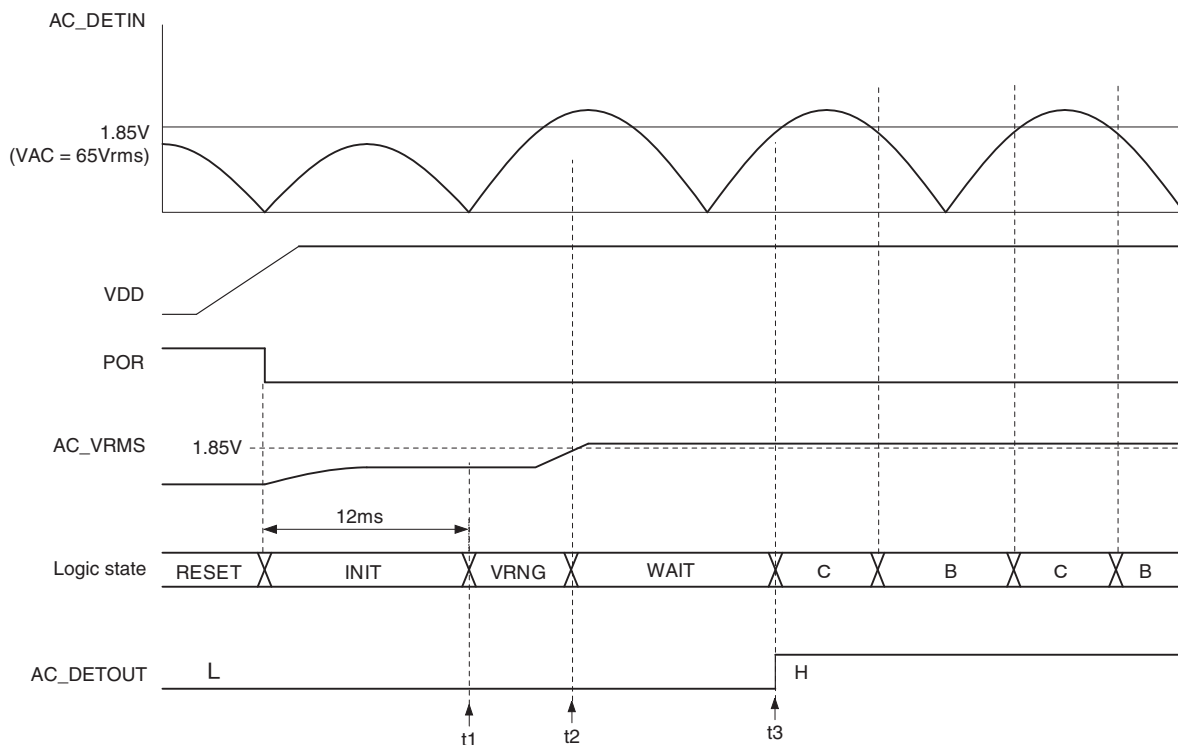 AC_DETIN
1.85V
(VAC = 65Vrms)
VDD
POR
AC_VRMS
1.85V
12ms
Logic state
RESET
INIT
VRNG
WAIT
C
B
C
B
AC_DETOUT
L
H
t1
t2
t3